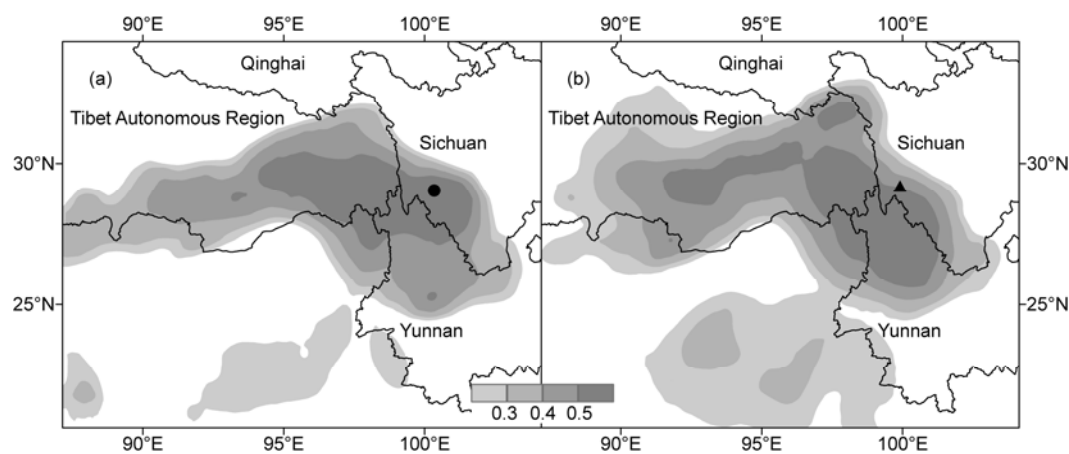 90°E 95°E 100°E 90°E 95°E 100°E
(a) Qinghai (b) Qinghai
Tibet Autonomous Region Tibet Autonomous Region
Sichuan Sichuan
30°N 30°N
25°N 25°N
Yunnan Yunnan
0.3 0.4 0.5
90°E 95°E 100°E 90°E 95°E 100°E